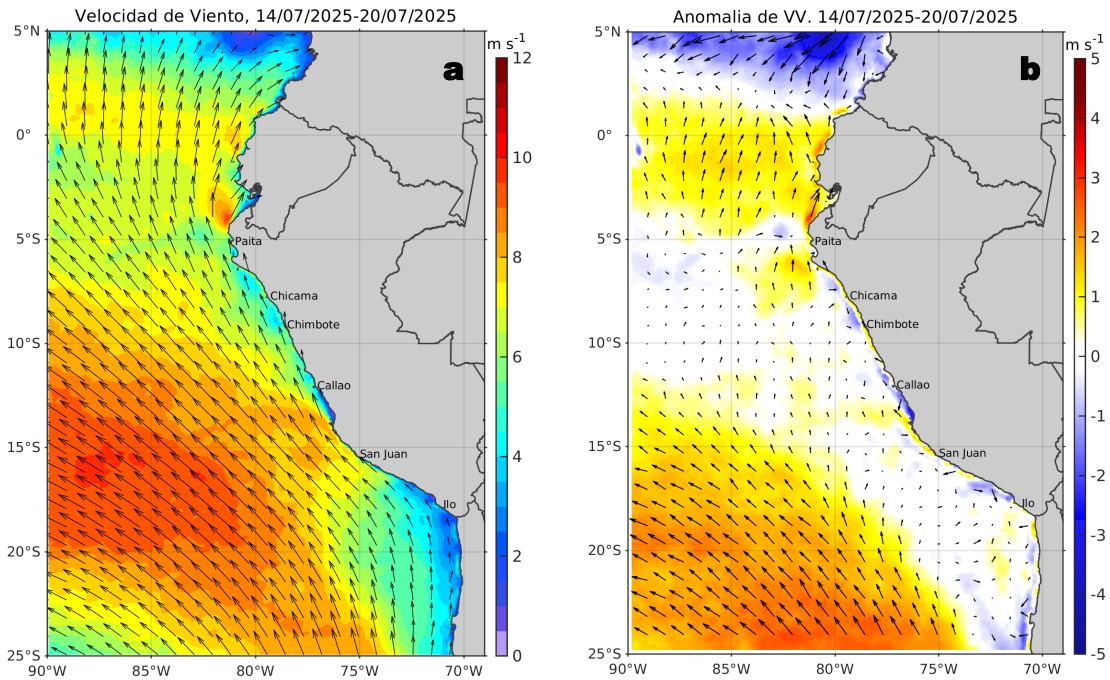 Velocidad de Viento, 14/07/2025-20/07/2025
5°N
0°
5°S
10°S
15°S
20°S
25°S
90°W
85°W
80°W
75°W
70°W
a
Paita
Chicama
Chimbote
Callao
San Juan
Ilo
m s-1
12
10
8
6
4
2
0
Anomalia de VV. 14/07/2025-20/07/2025
5°N
0°
5°S
10°S
15°S
20°S
25°S
90°W
85°W
80°W
75°W
70°W
b
Paita
Chicama
Chimbote
Callao
San Juan
Ilo
m s-1
5
4
3
2
1
0
-1
-2
-3
-4
-5